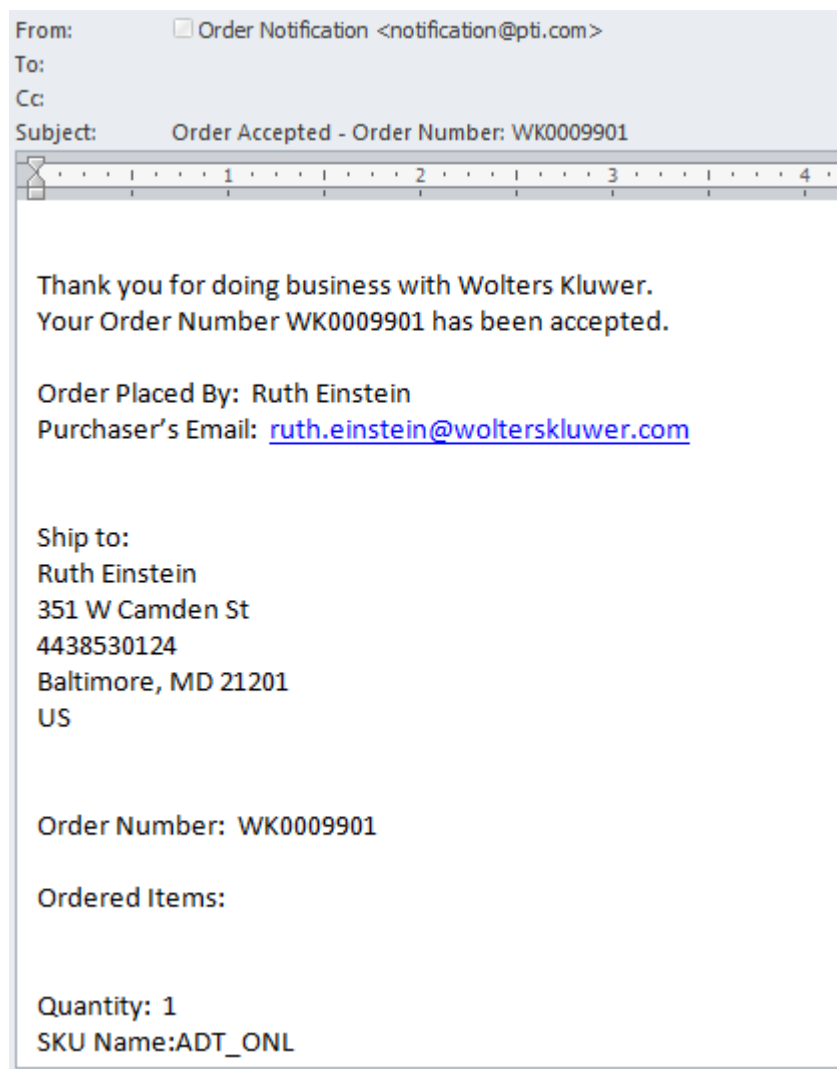 From: Order Notification <notification@pti.com>
To:
Cc:
Subject: Order Accepted - Order Number: WK0009901
1 2 3 4
Thank you for doing business with Wolters Kluwer.
Your Order Number WK0009901 has been accepted.
Order Placed By: Ruth Einstein
Purchaser’s Email: ruth.einstein@wolterskluwer.com
Ship to:
Ruth Einstein
351 W Camden St
4438530124
Baltimore, MD 21201
US
Order Number: WK0009901
Ordered Items:
Quantity: 1
SKU Name:ADT_ONL